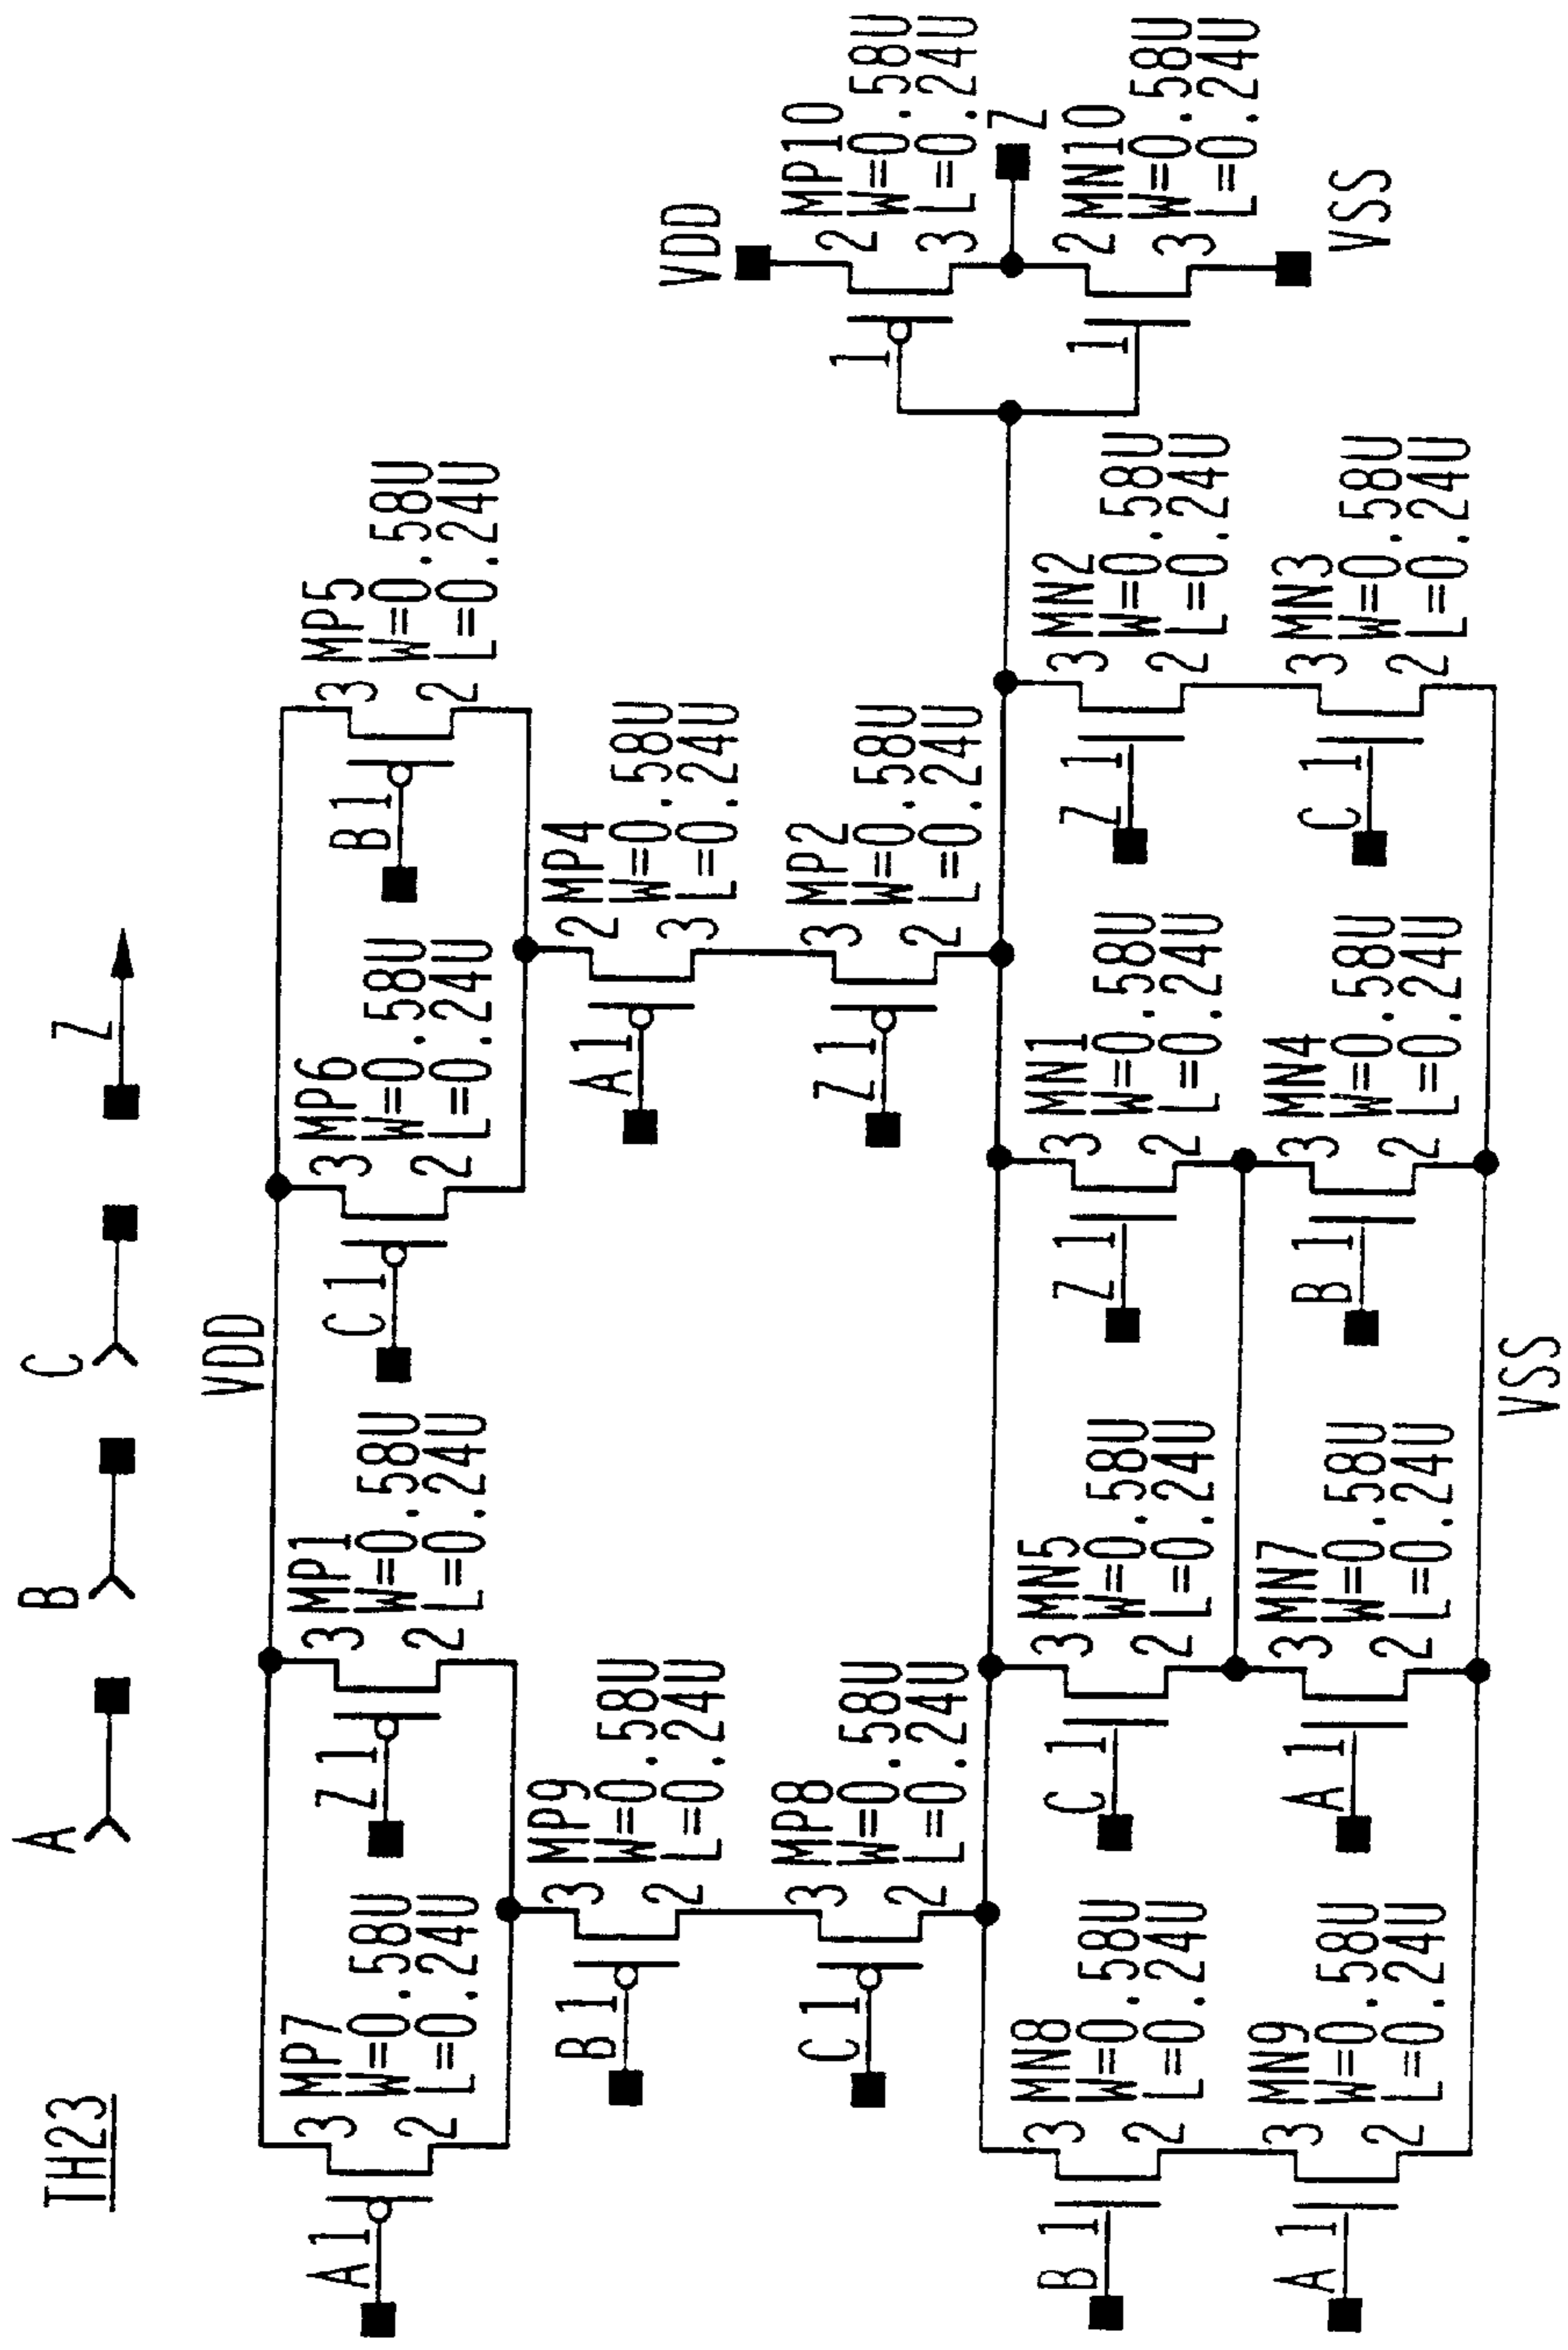 TH23
A B C Z
VDD
A 1
3
2
MP7
W=0.58U
L=0.24U
Z 1
3
2
MP1
W=0.58U
L=0.24U
C 1
3
2
MP6
W=0.58U
L=0.24U
B 1
3
2
MP5
W=0.58U
L=0.24U
B 1
3
2
MP9
W=0.58U
L=0.24U
A 1
2
3
MP4
W=0.58U
L=0.24U
C 1
3
2
MP8
W=0.58U
L=0.24U
Z 1
3
2
MP2
W=0.58U
L=0.24U
VDD
1
2
3
MP10
W=0.58U
L=0.24U
Z
1
2
3
MN10
W=0.58U
L=0.24U
VSS
B 1
3
2
MN8
W=0.58U
L=0.24U
C 1
3
2
MN5
W=0.58U
L=0.24U
Z 1
3
2
MN1
W=0.58U
L=0.24U
Z 1
3
2
MN2
W=0.58U
L=0.24U
A 1
3
2
MN9
W=0.58U
L=0.24U
A 1
3
2
MN7
W=0.58U
L=0.24U
B 1
3
2
MN4
W=0.58U
L=0.24U
C 1
3
2
MN3
W=0.58U
L=0.24U
VSS